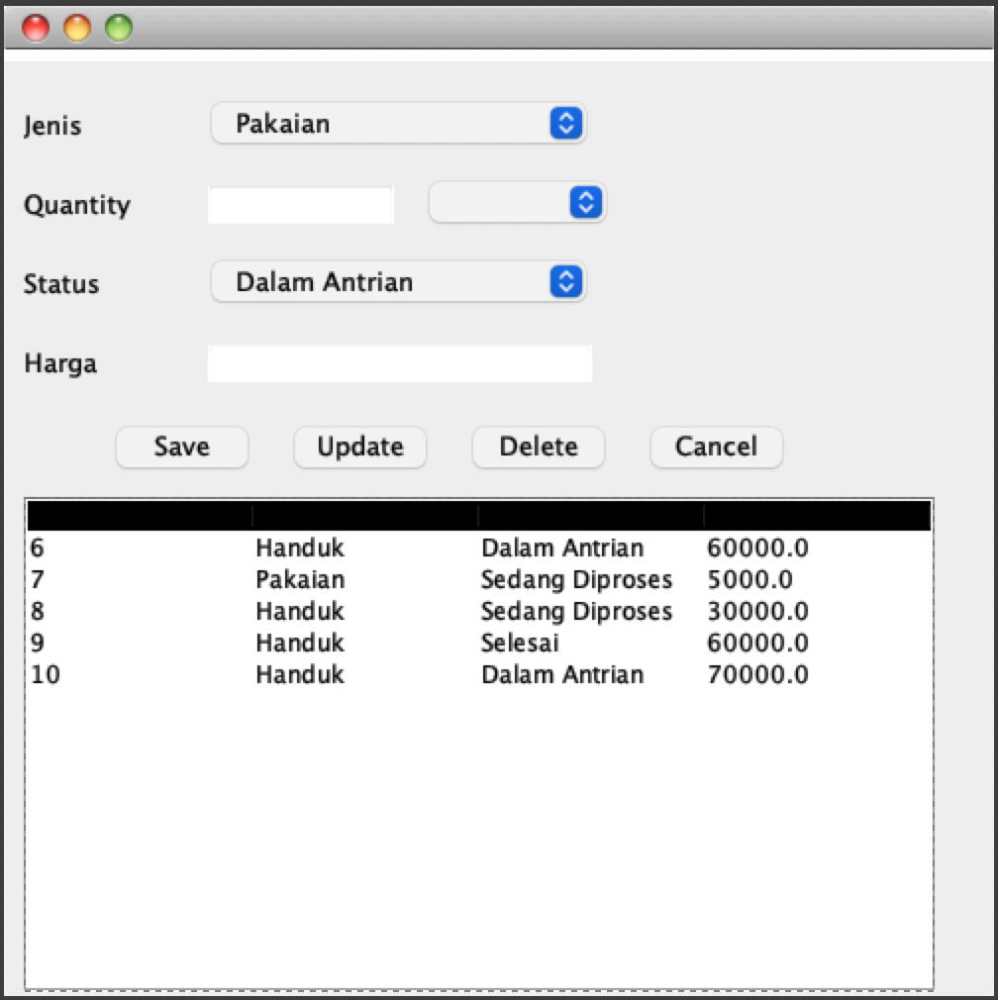 Jenis Pakaian
Quantity
Status Dalam Antrian
Harga
Save Update Delete Cancel
6 Handuk Dalam Antrian 60000.0
7 Pakaian Sedang Diproses 5000.0
8 Handuk Sedang Diproses 30000.0
9 Handuk Selesai 60000.0
10 Handuk Dalam Antrian 70000.0